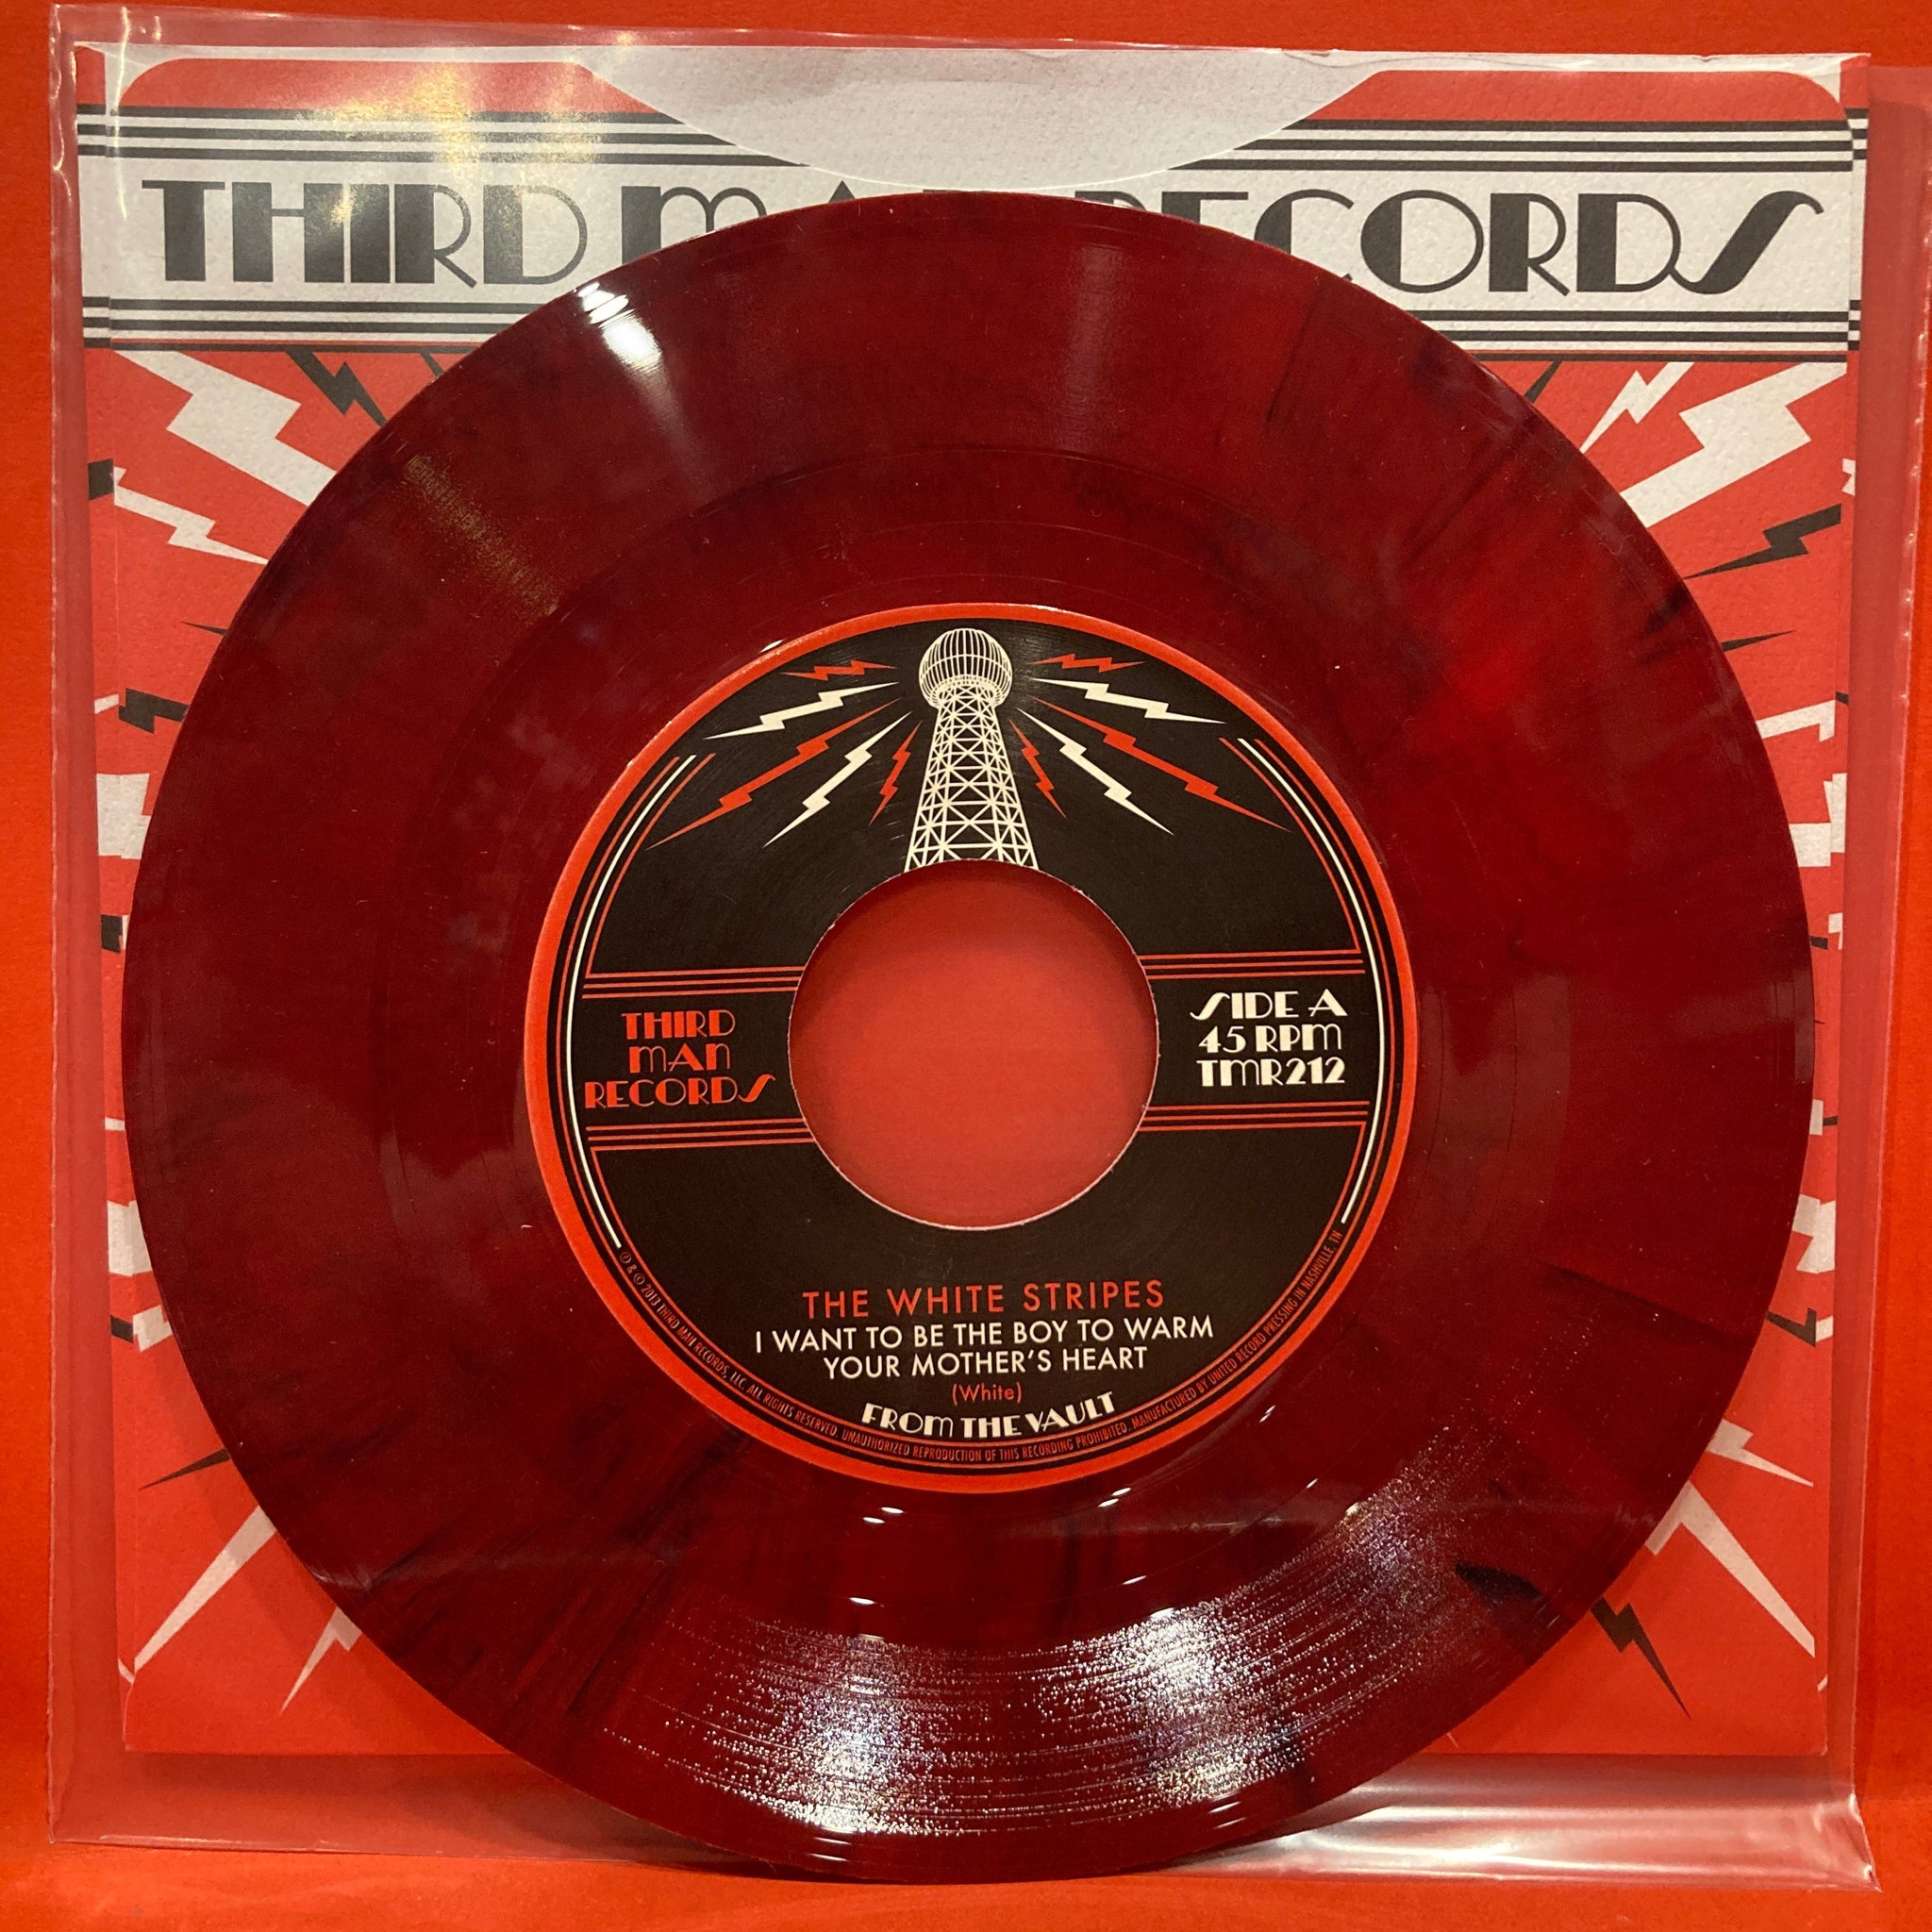 THIRD RECORDS
THIRD
MAN
RECORDS
SIDE A
45 RPM
TMR212
THE WHITE STRIPES
I WANT TO BE THE BOY TO WARM
YOUR MOTHER'S HEART
(White)
FROM THE VAULT
℗ & © 2013 THIRD MAN RECORDS, LLC. ALL RIGHTS RESERVED. UNAUTHORIZED REPRODUCTION OF THIS RECORDING PROHIBITED. MANUFACTURED BY UNITED RECORD PRESSING IN NASHVILLE, TN